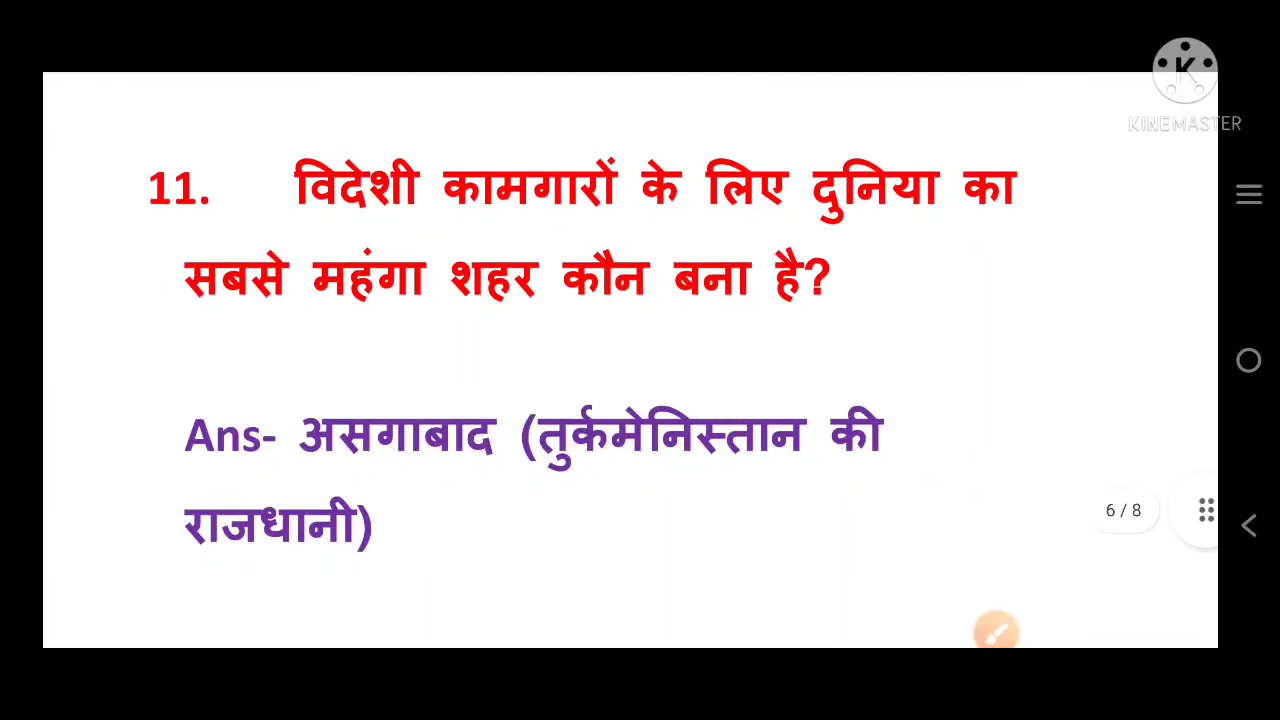 KINEMASTER
11. विदेशी कामगारों के लिए दुनिया का
सबसे महंगा शहर कौन बना है?
Ans- असगाबाद (तुर्कमेनिस्तान की
राजधानी)
6 / 8